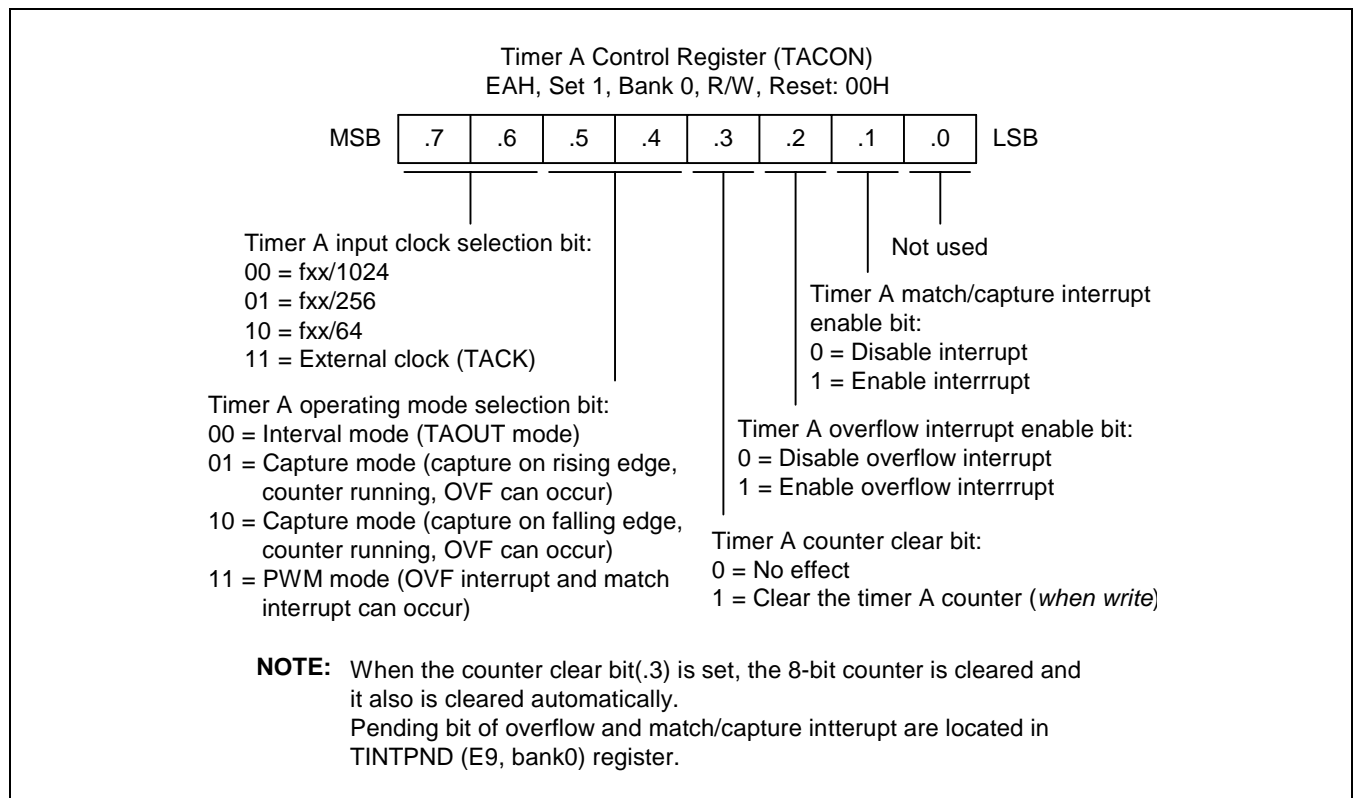 Timer A Control Register (TACON)
EAH, Set 1, Bank 0, R/W, Reset: 00H
MSB .7 .6 .5 .4 .3 .2 .1 .0 LSB
Timer A input clock selection bit:
00 = fxx/1024
01 = fxx/256
10 = fxx/64
11 = External clock (TACK)
Timer A operating mode selection bit:
00 = Interval mode (TAOUT mode)
01 = Capture mode (capture on rising edge,
counter running, OVF can occur)
10 = Capture mode (capture on falling edge,
counter running, OVF can occur)
11 = PWM mode (OVF interrupt and match
interrupt can occur)
Not used
Timer A match/capture interrupt
enable bit:
0 = Disable interrupt
1 = Enable interrrupt
Timer A overflow interrupt enable bit:
0 = Disable overflow interrupt
1 = Enable overflow interrrupt
Timer A counter clear bit:
0 = No effect
1 = Clear the timer A counter (when write)
NOTE: When the counter clear bit(.3) is set, the 8-bit counter is cleared and
it also is cleared automatically.
Pending bit of overflow and match/capture intterupt are located in
TINTPND (E9, bank0) register.